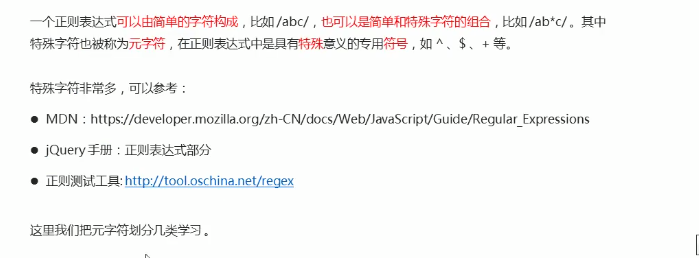 一个正则表达式可以由简单的字符构成，比如 /abc/，也可以是简单和特殊字符的组合，比如 /ab*c/ 。其中
特殊字符也被称为元字符，在正则表达式中是具有特殊意义的专用符号，如 ^ 、$ 、+ 等。
特殊字符非常多，可以参考：
● MDN：https://developer.mozilla.org/zh-CN/docs/Web/JavaScript/Guide/Regular_Expressions
● jQuery 手册：正则表达式部分
● 正则测试工具: http://tool.oschina.net/regex
这里我们把元字符划分几类学习 。